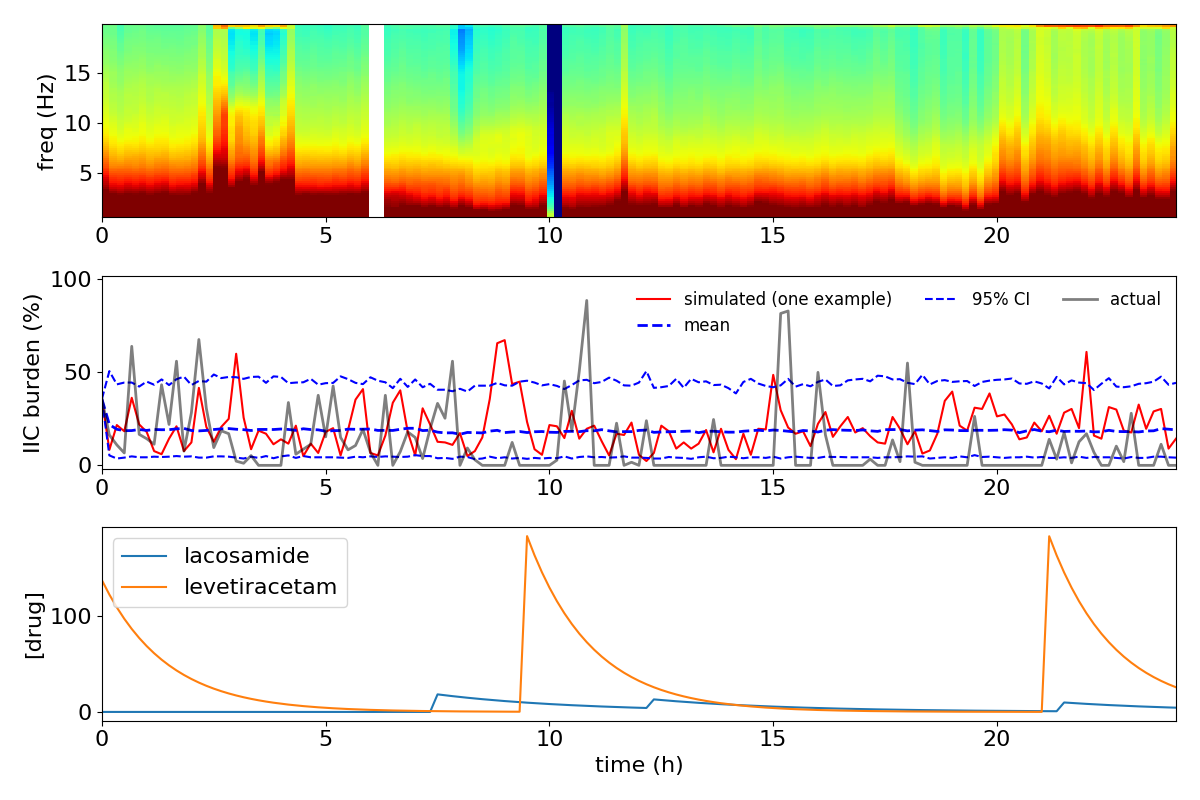 15
10
5
freq (Hz)
0 5 10 15 20
100
50
0
IIC burden (%)
simulated (one example)
mean
95% CI
actual
0 5 10 15 20
100
0
[drug]
lacosamide
levetiracetam
0 5 10 15 20
time (h)